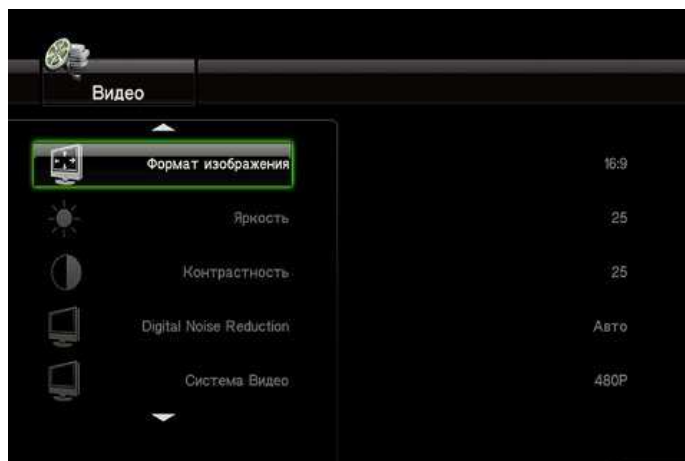 Видео
Формат изображения 16:9
Яркость 25
Контрастность 25
Digital Noise Reduction Авто
Система Видео 480P